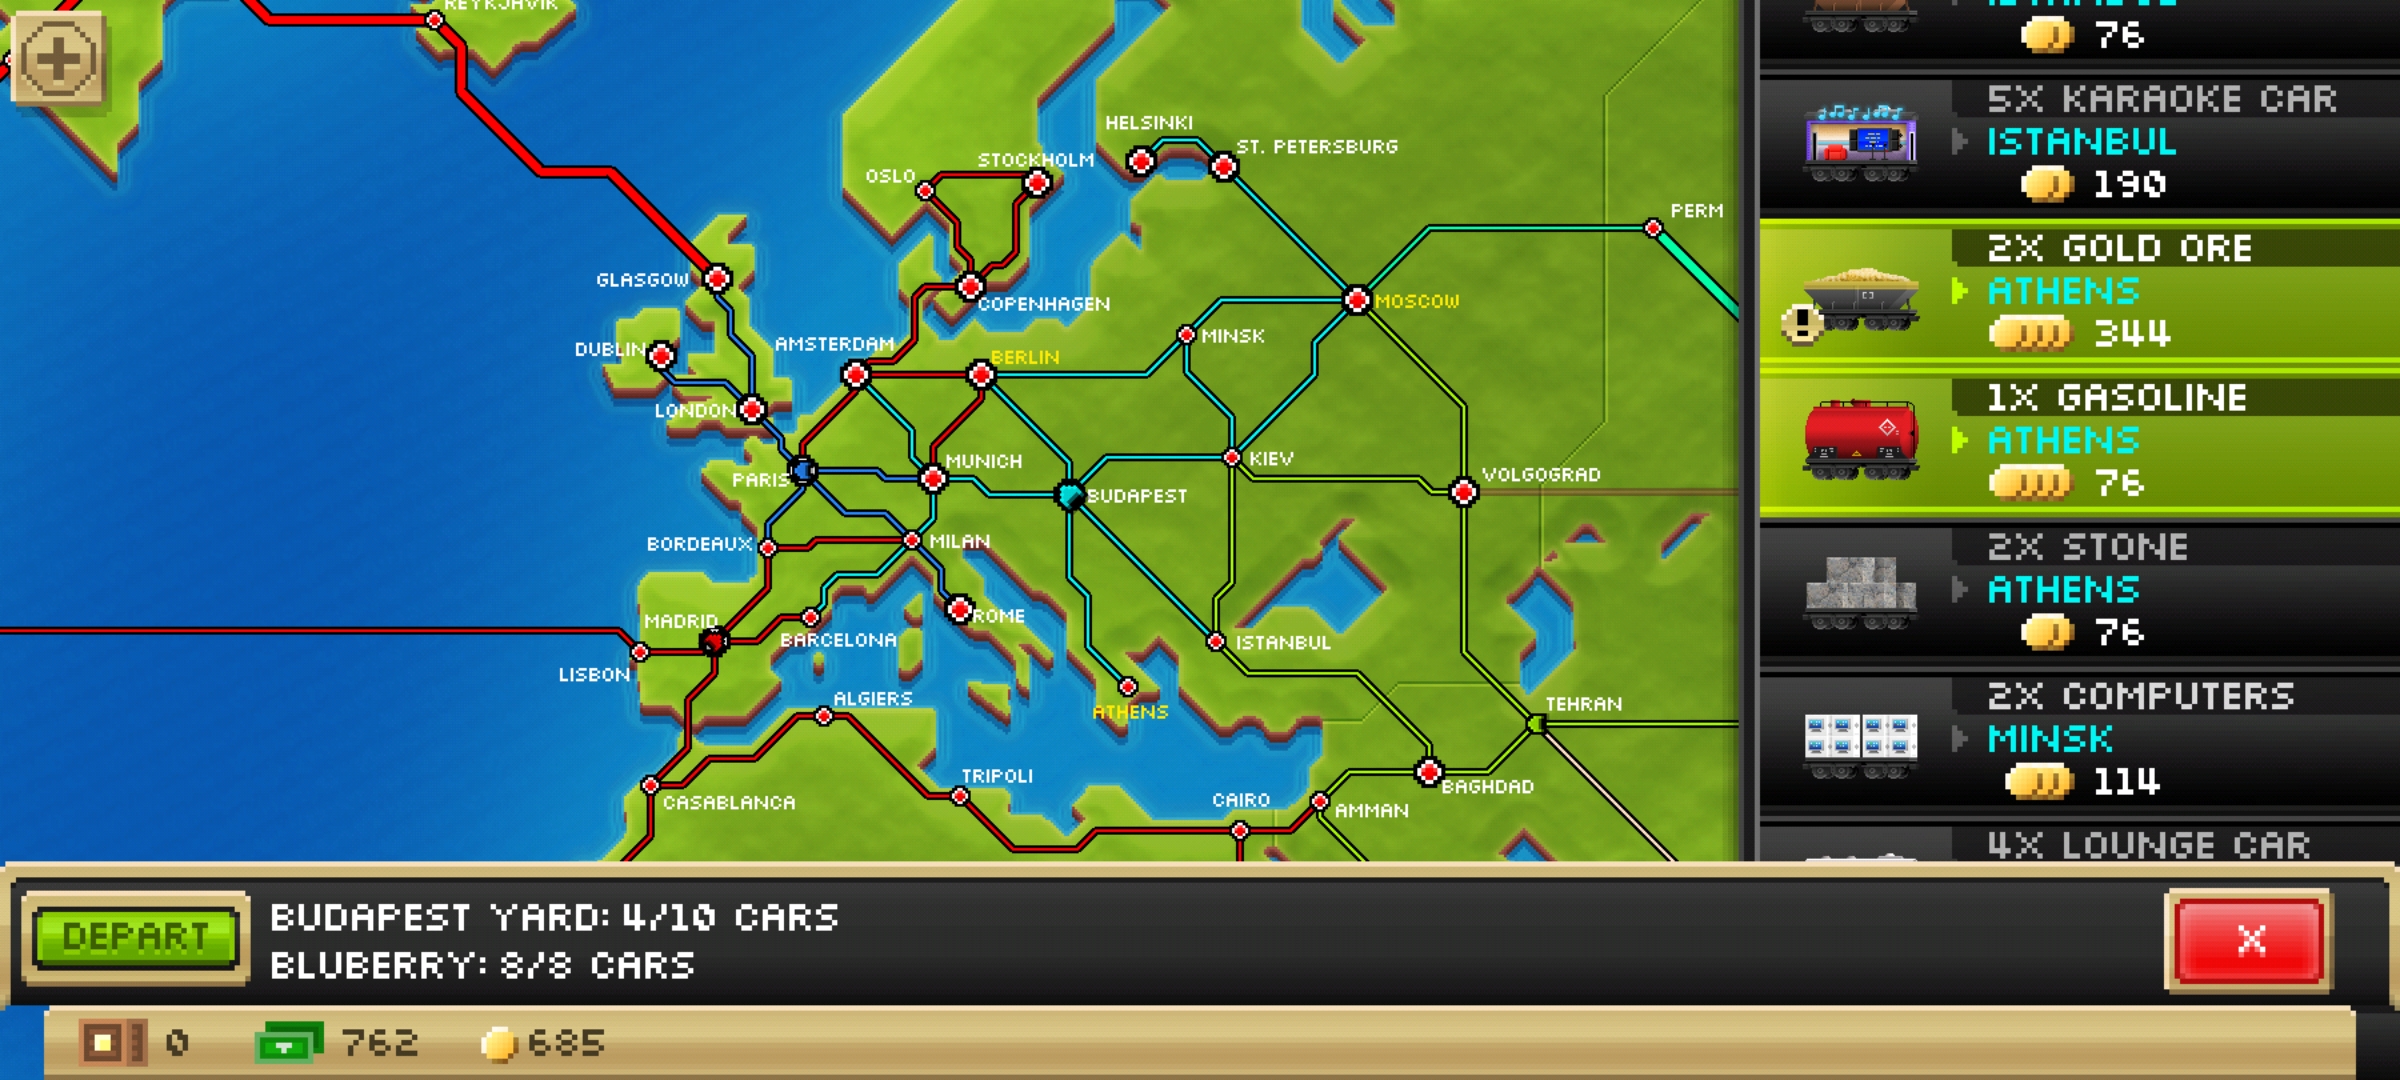 REYKJAVIK
HELSINKI
ST. PETERSBURG
STOCKHOLM
OSLO
PERM
GLASGOW
COPENHAGEN
MOSCOW
DUBLIN
AMSTERDAM
BERLIN
MINSK
LONDON
MUNICH
KIEV
VOLGOGRAD
PARIS
BUDAPEST
BORDEAUX
MILAN
MADRID
ROME
BARCELONA
ISTANBUL
LISBON
ALGIERS
ATHENS
TEHRAN
TRIPOLI
CASABLANCA
CAIRO
AMMAN
BAGHDAD
76
5X KARAOKE CAR
ISTANBUL
190
2X GOLD ORE
ATHENS
344
1X GASOLINE
ATHENS
76
2X STONE
ATHENS
76
2X COMPUTERS
MINSK
114
4X LOUNGE CAR
DEPART
BUDAPEST YARD: 4/10 CARS
BLUBERRY: 8/8 CARS
X
0
762
685